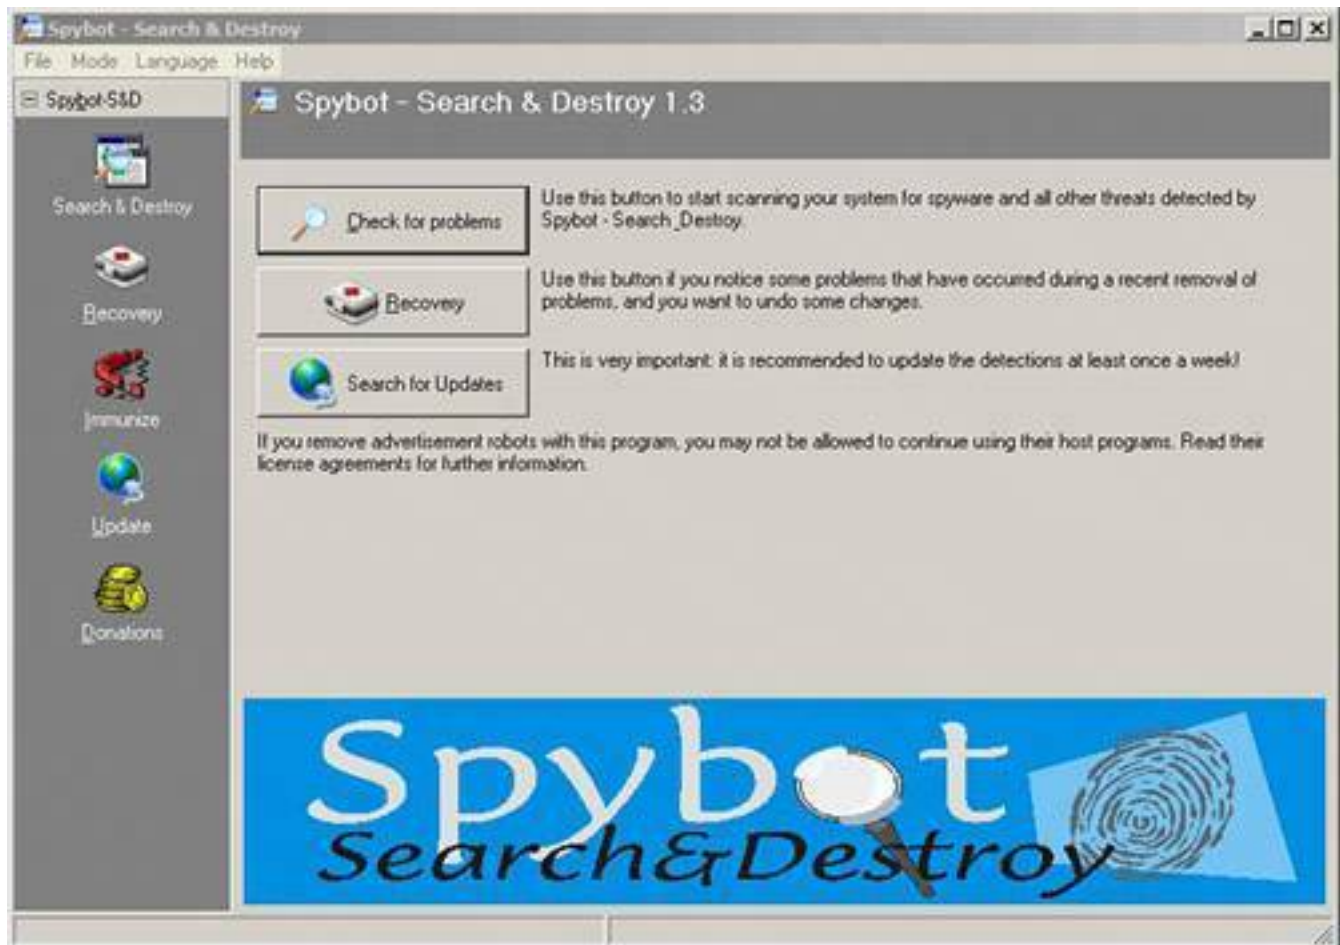 Spybot - Search & Destroy
File Mode Language Help
Spybot-S&D
Search & Destroy
Recovery
Immunize
Update
Donations
Spybot - Search & Destroy 1.3
Check for problems
Use this button to start scanning your system for spyware and all other threats detected by
Spybot - Search _Destroy.
Recovery
Use this button if you notice some problems that have occurred during a recent removal of
problems, and you want to undo some changes.
Search for Updates
This is very important: it is recommended to update the detections at least once a week!
If you remove advertisement robots with this program, you may not be allowed to continue using their host programs. Read their
license agreements for further information.
Spybot
Search&Destroy